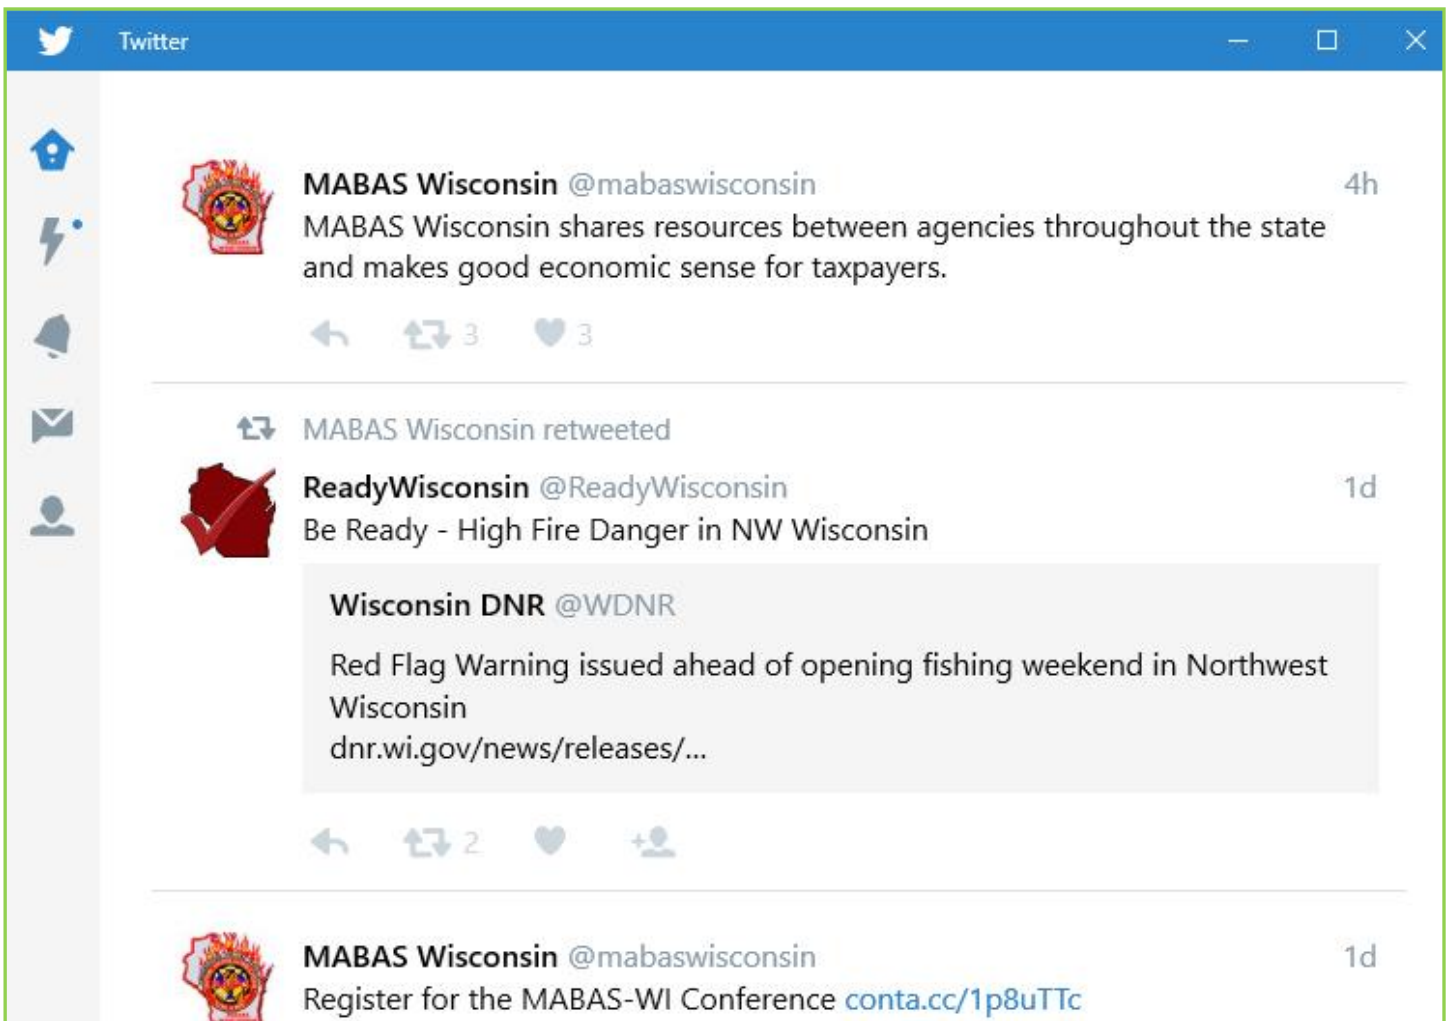 Twitter
MABAS Wisconsin @mabaswisconsin 4h
MABAS Wisconsin shares resources between agencies throughout the state
and makes good economic sense for taxpayers.
3 3
MABAS Wisconsin retweeted
ReadyWisconsin @ReadyWisconsin 1d
Be Ready - High Fire Danger in NW Wisconsin
Wisconsin DNR @WDNR
Red Flag Warning issued ahead of opening fishing weekend in Northwest
Wisconsin
dnr.wi.gov/news/releases/...
2
MABAS Wisconsin @mabaswisconsin 1d
Register for the MABAS-WI Conference conta.cc/1p8uTTc